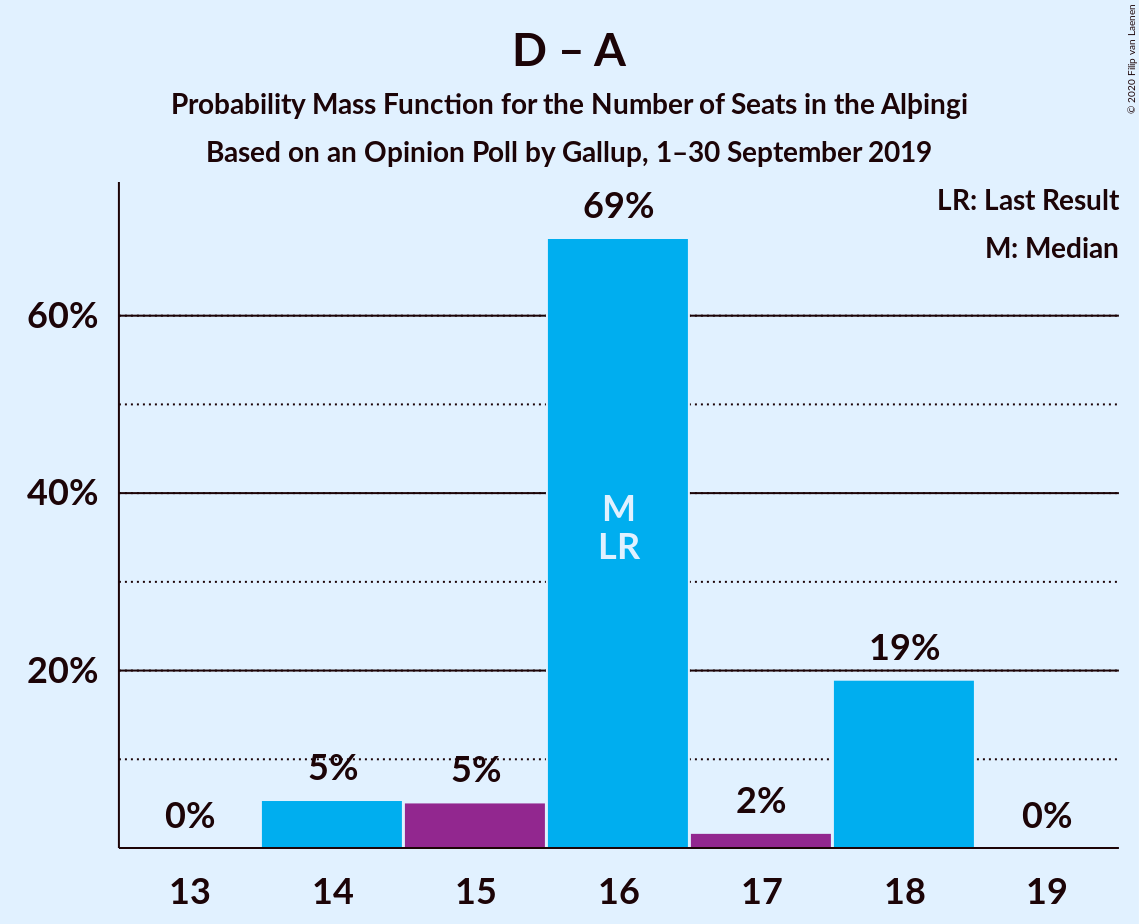 D – A
Probability Mass Function for the Number of Seats in the Alþingi
Based on an Opinion Poll by Gallup, 1–30 September 2019
© 2020 Filip van Laenen
LR: Last Result
M: Median
69%
60%
40%
M
LR
20%
19%
5%
5%
2%
0%
0%
13 14 15 16 17 18 19